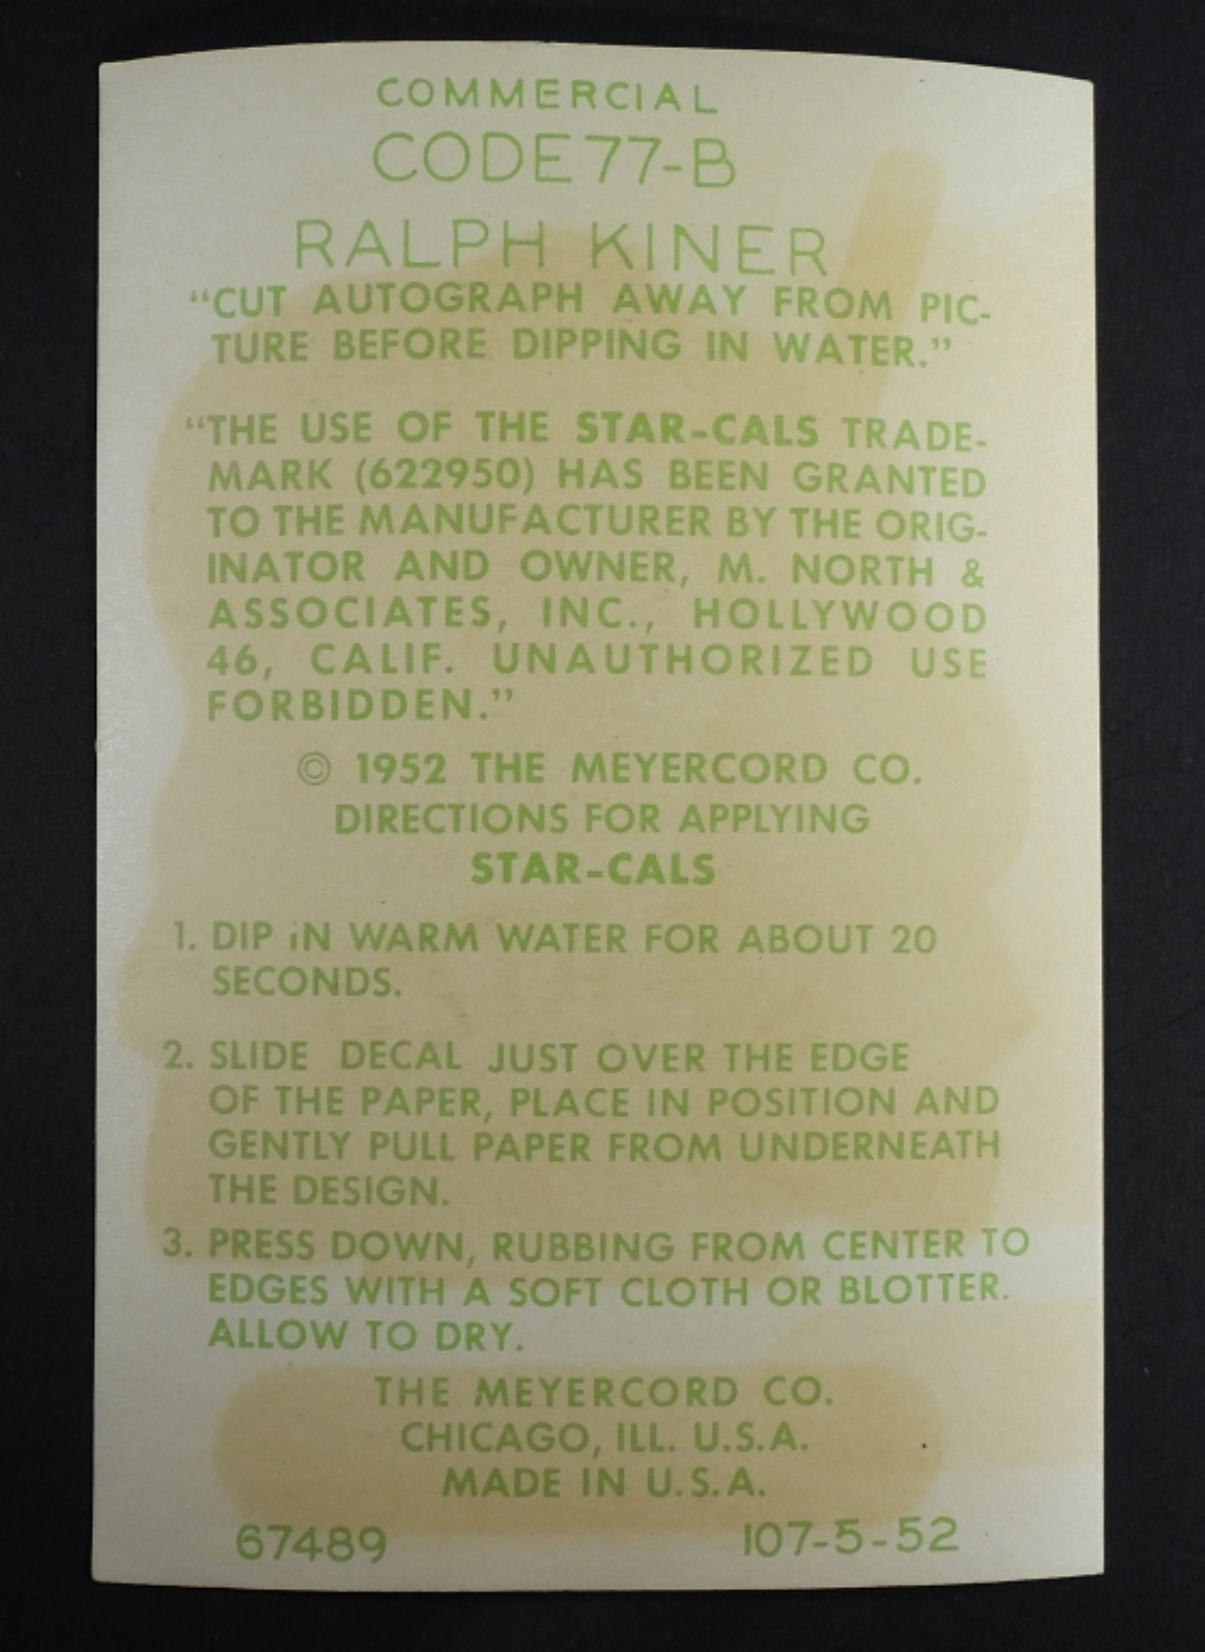 COMMERCIAL
CODE 77-B
RALPH KINER
“CUT AUTOGRAPH AWAY FROM PIC-
TURE BEFORE DIPPING IN WATER.”
“THE USE OF THE STAR-CALS TRADE-
MARK (622950) HAS BEEN GRANTED
TO THE MANUFACTURER BY THE ORIG-
INATOR AND OWNER, M. NORTH &
ASSOCIATES, INC., HOLLYWOOD
46, CALIF. UNAUTHORIZED USE
FORBIDDEN.”
© 1952 THE MEYERCORD CO.
DIRECTIONS FOR APPLYING
STAR-CALS
1. DIP iN WARM WATER FOR ABOUT 20
SECONDS.
2. SLIDE DECAL JUST OVER THE EDGE
OF THE PAPER, PLACE IN POSITION AND
GENTLY PULL PAPER FROM UNDERNEATH
THE DESIGN.
3. PRESS DOWN, RUBBING FROM CENTER TO
EDGES WITH A SOFT CLOTH OR BLOTTER.
ALLOW TO DRY.
THE MEYERCORD CO.
CHICAGO, ILL. U.S.A.
MADE IN U.S.A.
67489 107-5-52